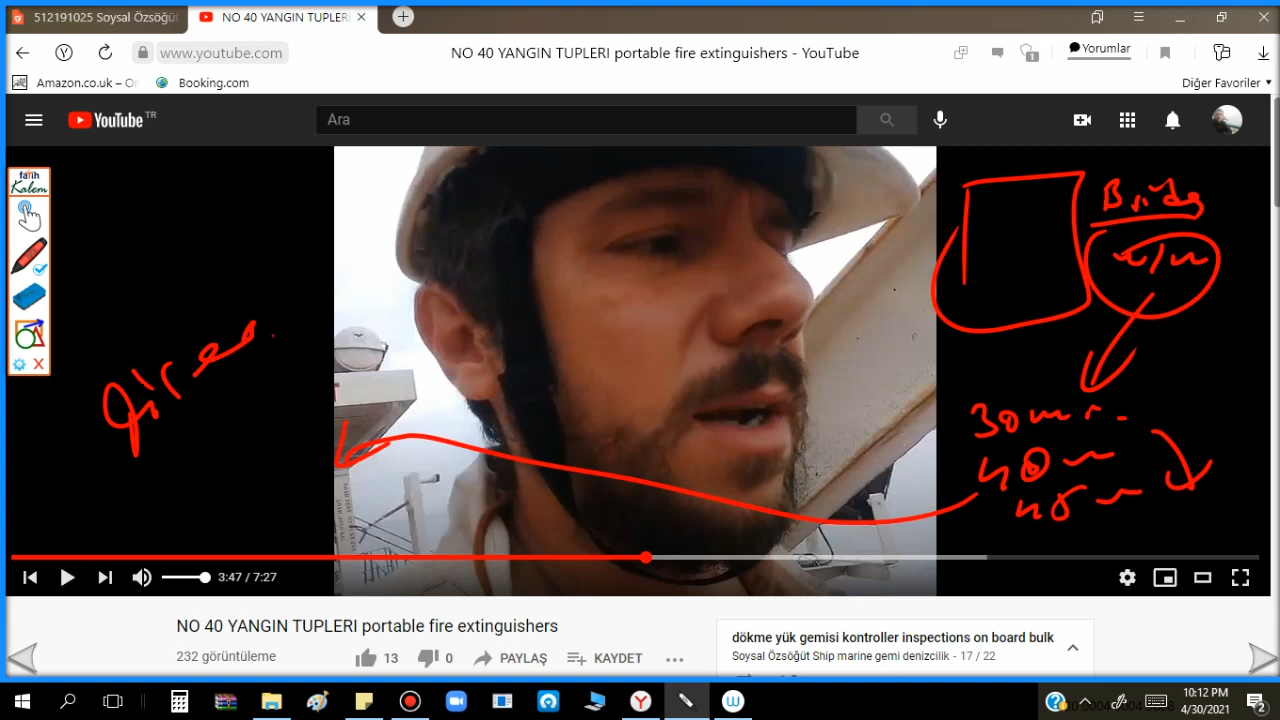 512191025 Soysal Özsöğüt
NO 40 YANGIN TUPLERI
www.youtube.com
NO 40 YANGIN TUPLERI portable fire extinguishers - YouTube
1
Yorumlar
Amazon.co.uk – Or
Booking.com
Diğer Favoriler
YouTube TR
Ara
fatih
Kalem
30
3:47 / 7:27
NO 40 YANGIN TUPLERI portable fire extinguishers
232 görüntüleme
13
0
PAYLAŞ
KAYDET
dökme yük gemisi kontroller inspections on board bulk
Soysal Özsöğüt Ship marine gemi denizcilik - 17 / 22
10:12 PM
4/30/2021
2